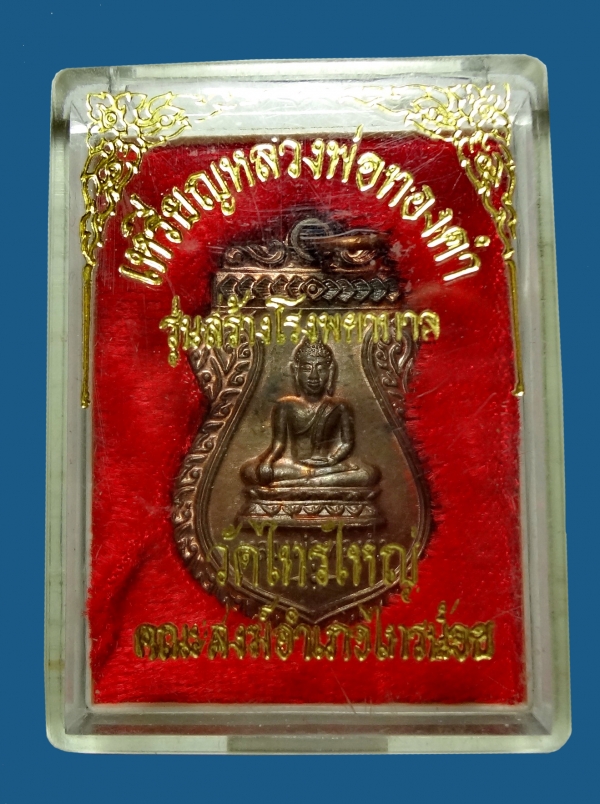 เหรียญหลวงพ่อทองคำ
รุ่นสร้างโรงพยาบาล
วัดไทรใหญ่
คณะสงฆ์อำเภอไทรน้อย